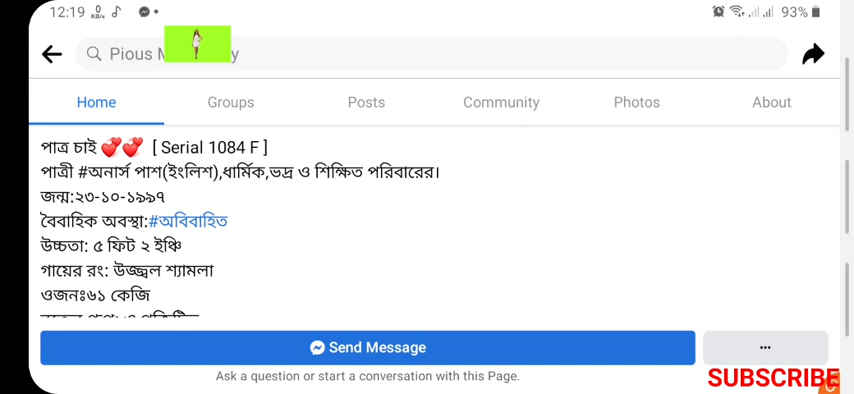 12:19 0 KB/s 93%
Pious M y
Home Groups Posts Community Photos About
পাত্র চাই 💞💞 [ Serial 1084 F ]
পাত্রী #অনার্স পাশ(ইংলিশ),ধার্মিক,ভদ্র ও শিক্ষিত পরিবারের।
জন্ম:২৩-১০-১৯৯৭
বৈবাহিক অবস্থা:#অবিবাহিত
উচ্চতা: ৫ ফিট ২ ইঞ্চি
গায়ের রং: উজ্জ্বল শ্যামলা
ওজনঃ৬১ কেজি
Send Message
...
Ask a question or start a conversation with this Page.
SUBSCRIBE